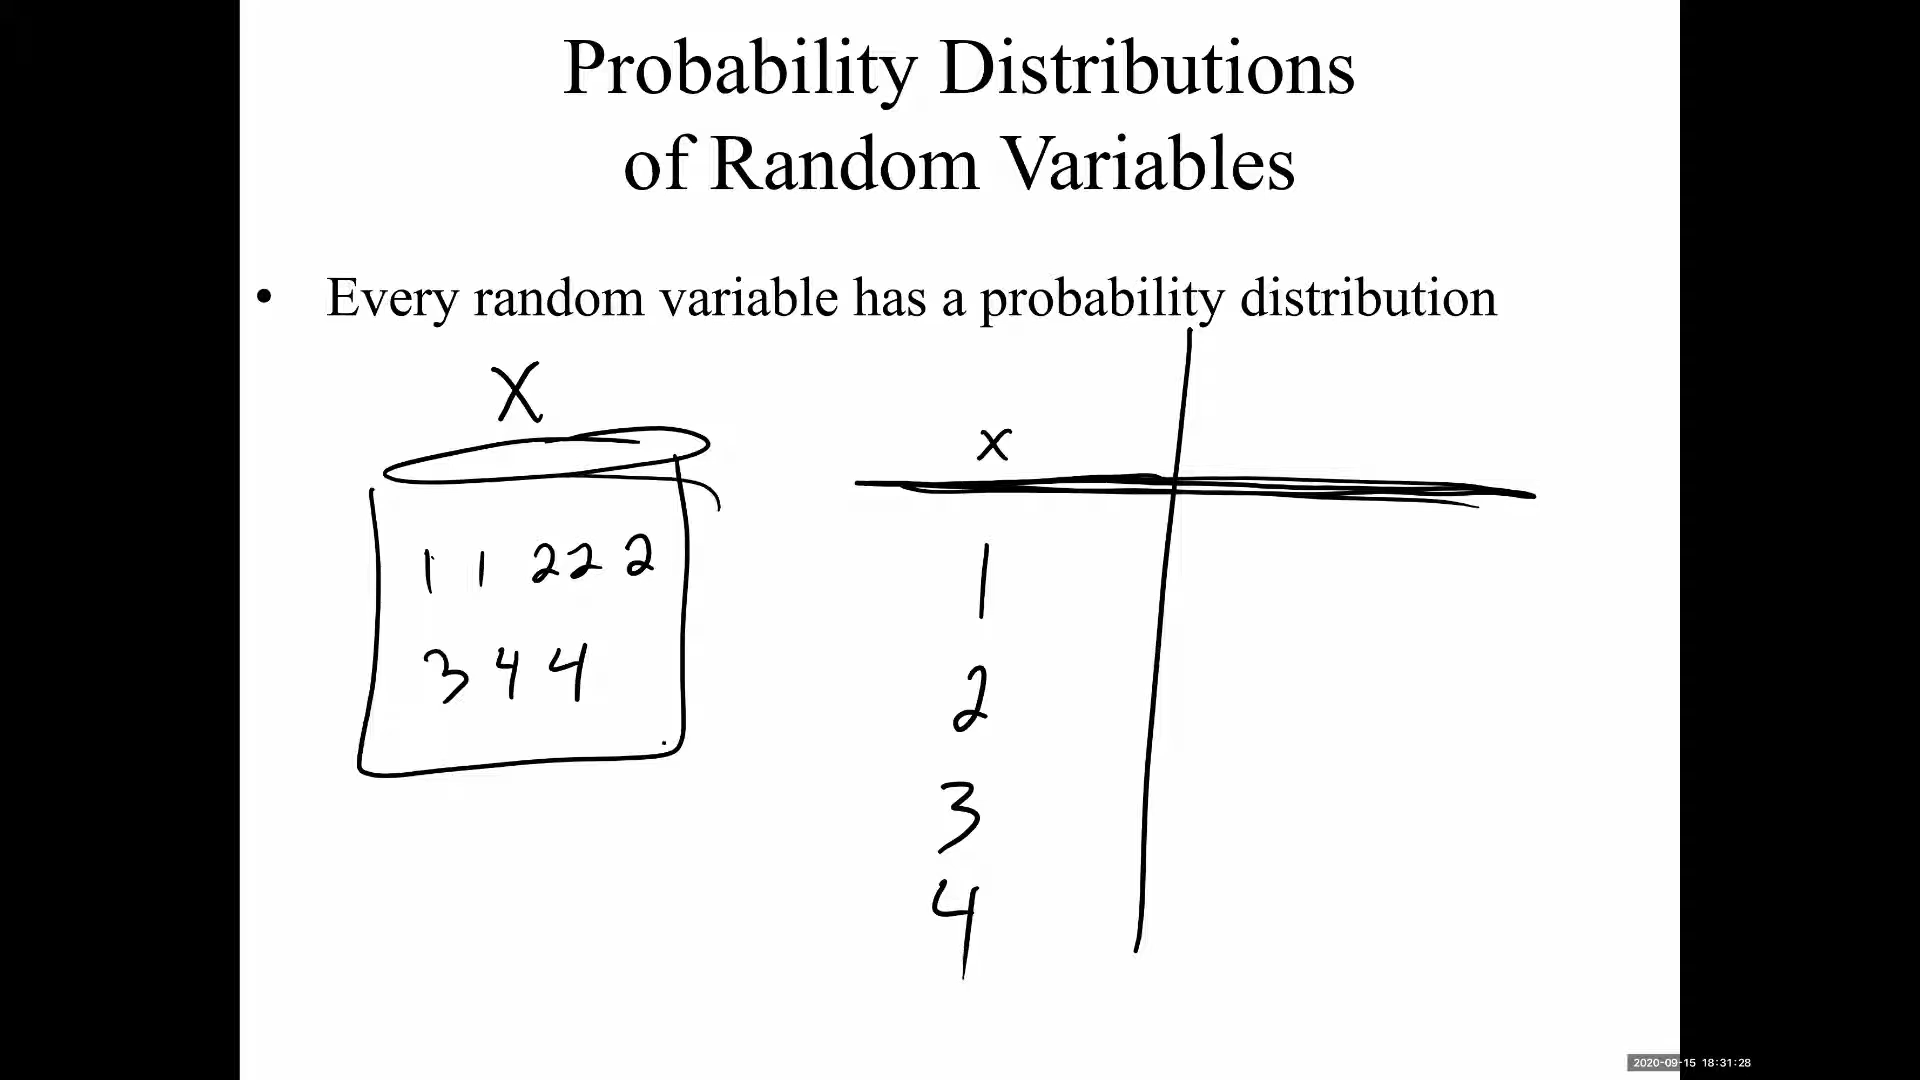 Probability Distributions
of Random Variables
• Every random variable has a probability distribution
X
1 1 2 2 2
3 4 4
x
1
2
3
4
2020-09-15 18:31:28